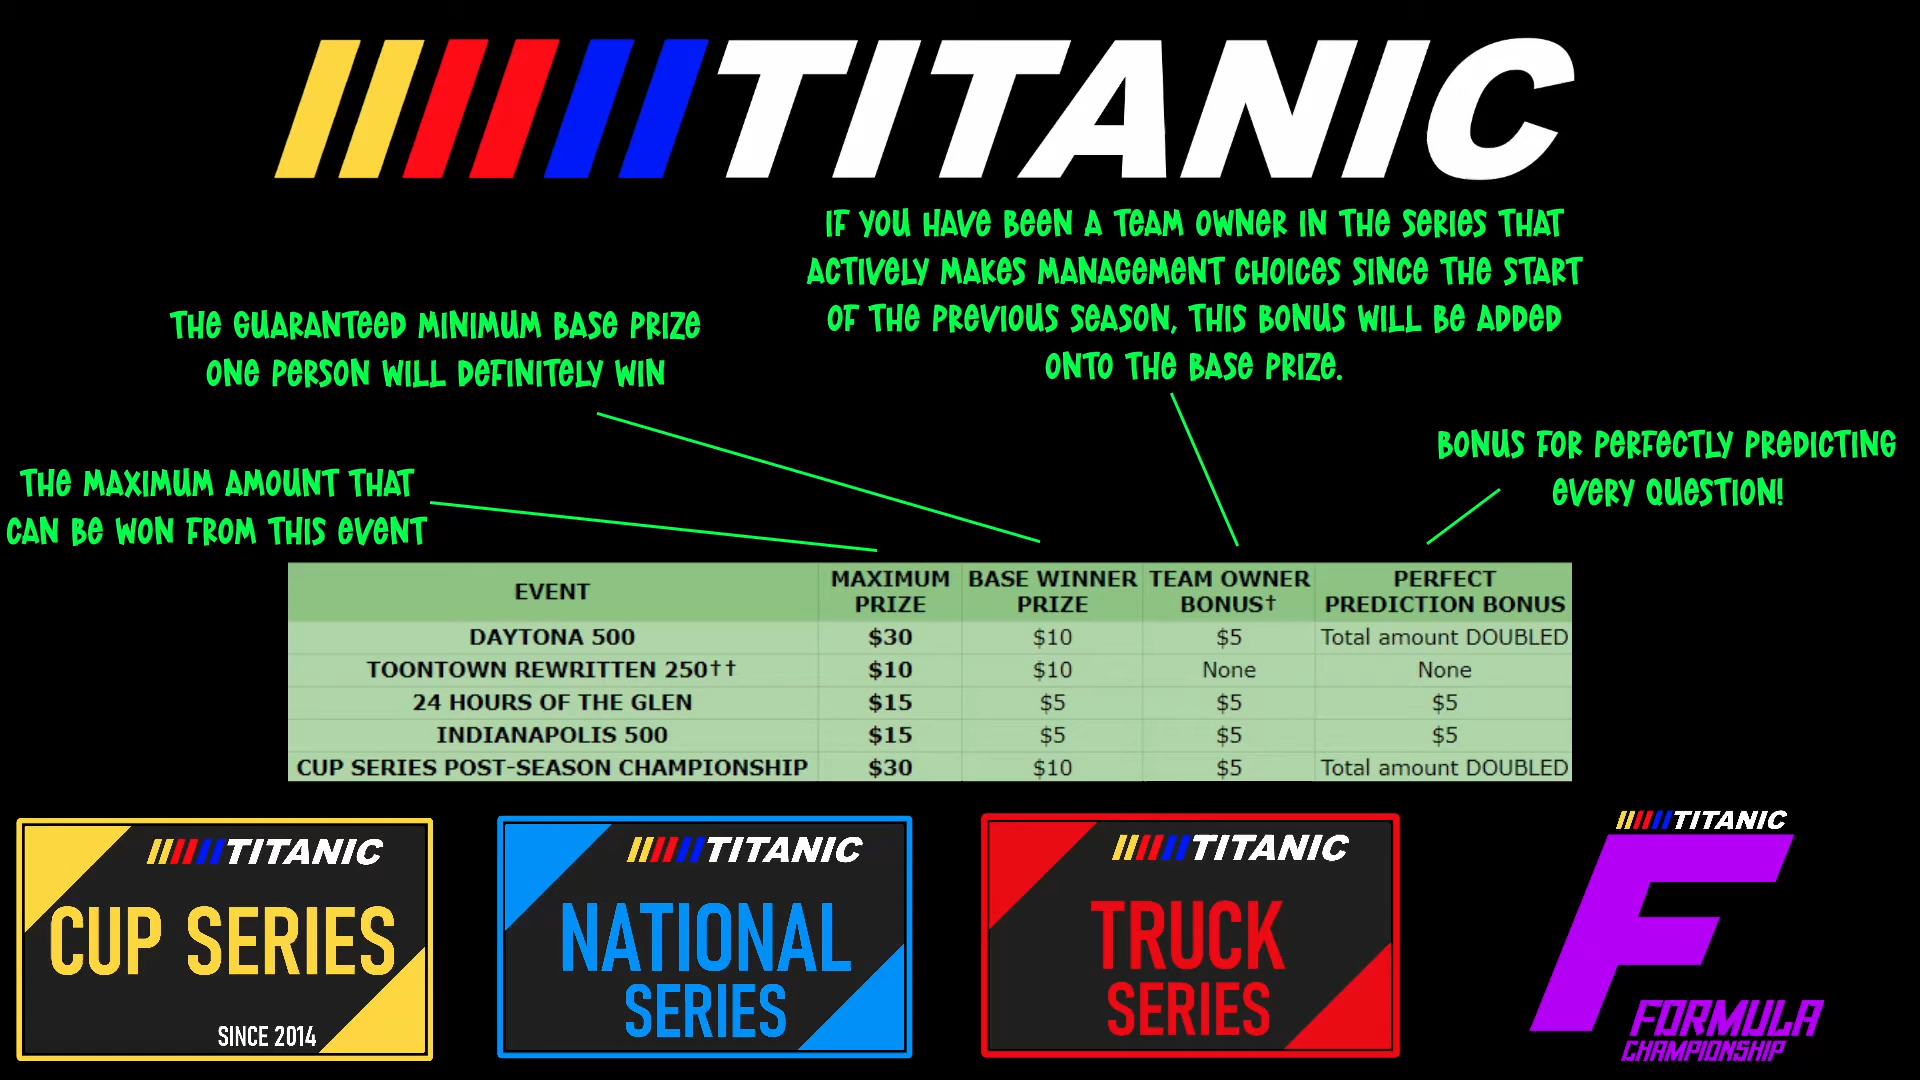 TITANIC
IF YOU HAVE BEEN A TEAM OWNER IN THE SERIES THAT
ACTIVELY MAKES MANAGEMENT CHOICES SINCE THE START
OF THE PREVIOUS SEASON, THIS BONUS WILL BE ADDED
ONTO THE BASE PRIZE.
THE GUARANTEED MINIMUM BASE PRIZE
ONE PERSON WILL DEFINITELY WIN
BONUS FOR PERFECTLY PREDICTING
EVERY QUESTION!
THE MAXIMUM AMOUNT THAT
CAN BE WON FROM THIS EVENT
EVENT MAXIMUM PRIZE BASE WINNER PRIZE TEAM OWNER BONUS† PERFECT PREDICTION BONUS
DAYTONA 500 $30 $10 $5 Total amount DOUBLED
TOONTOWN REWRITTEN 250†† $10 $10 None None
24 HOURS OF THE GLEN $15 $5 $5 $5
INDIANAPOLIS 500 $15 $5 $5 $5
CUP SERIES POST-SEASON CHAMPIONSHIP $30 $10 $5 Total amount DOUBLED
TITANIC
CUP SERIES
SINCE 2014
TITANIC
NATIONAL
SERIES
TITANIC
TRUCK
SERIES
TITANIC
F
FORMULA
CHAMPIONSHIP